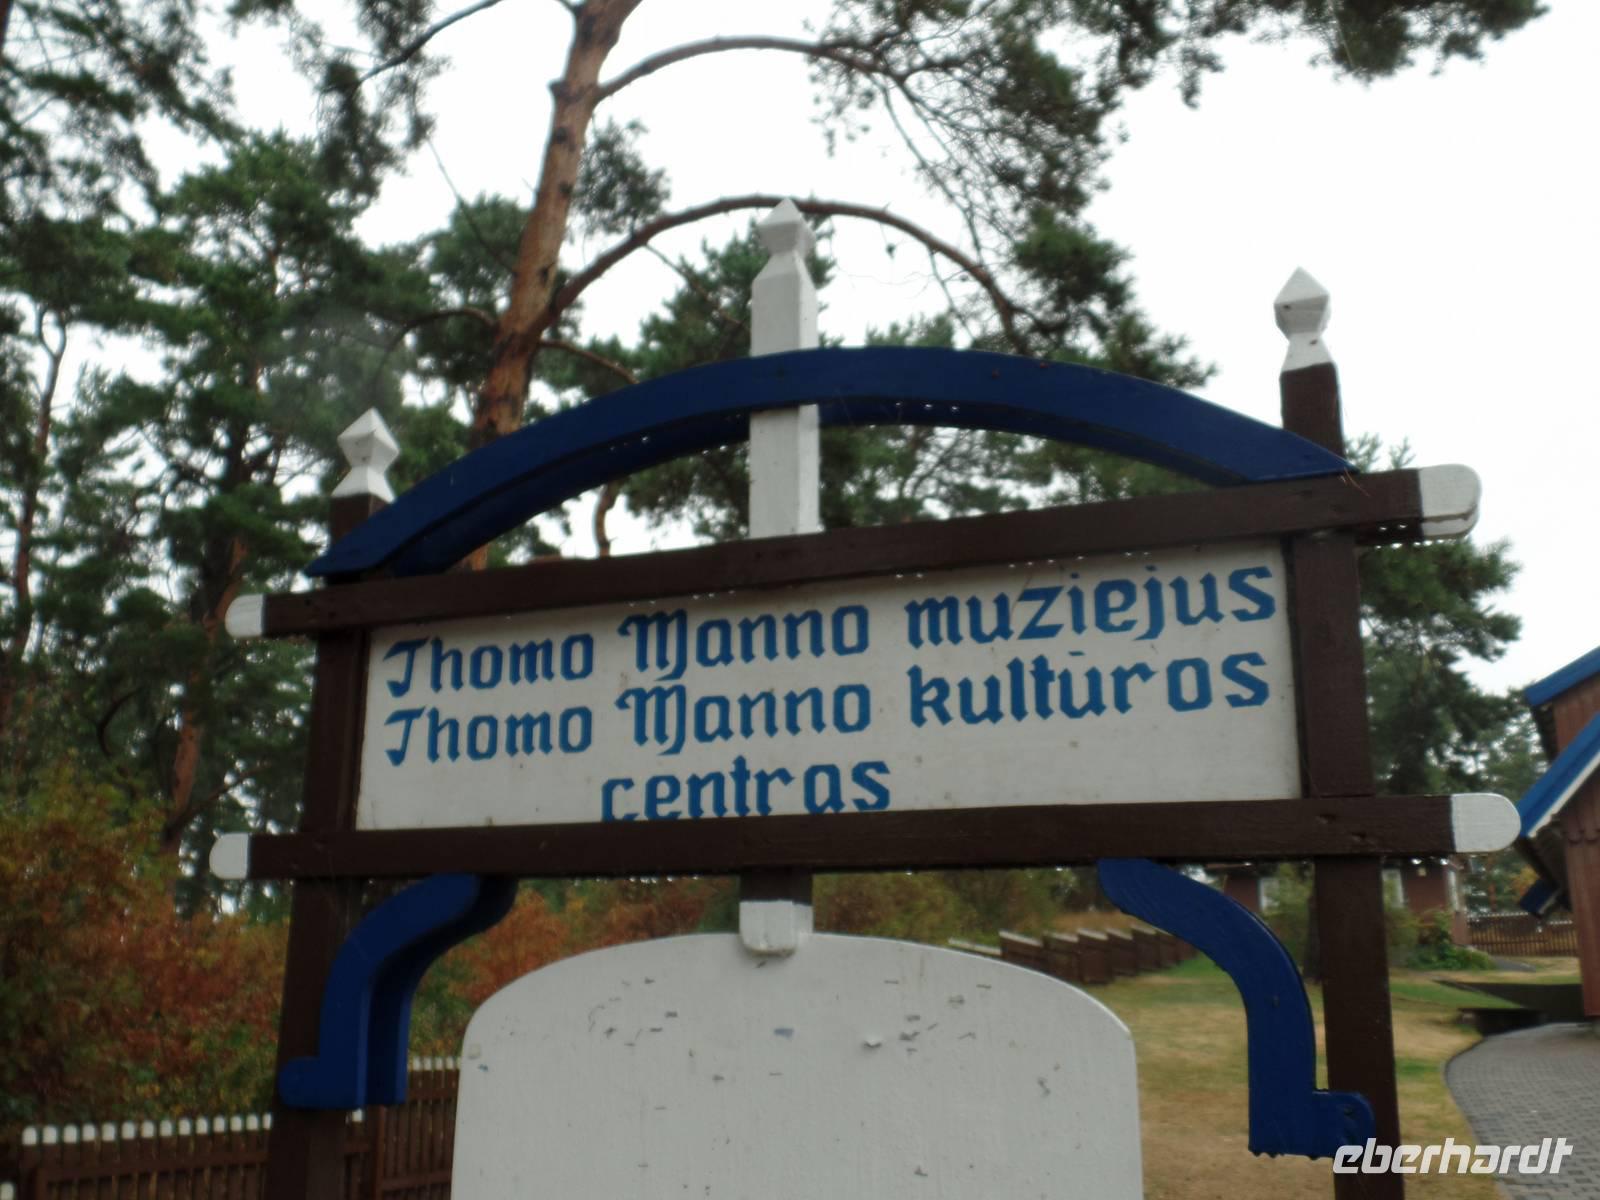 Thomo Manno muziejus
Thomo Manno kultūros
centras
eberhardt